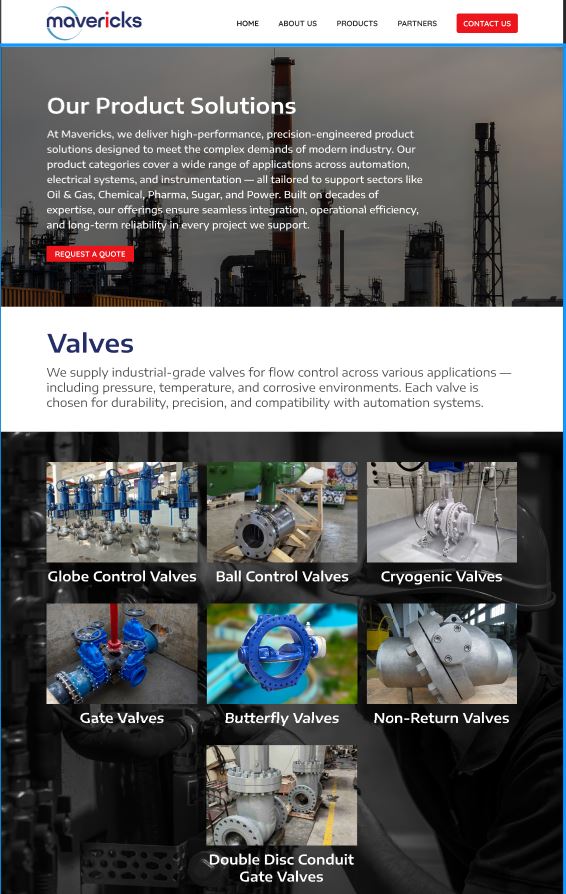 mavericks
HOME
ABOUT US
PRODUCTS
PARTNERS
CONTACT US
Our Product Solutions
At Mavericks, we deliver high-performance, precision-engineered product
solutions designed to meet the complex demands of modern industry. Our
product categories cover a wide range of applications across automation,
electrical systems, and instrumentation — all tailored to support sectors like
Oil & Gas, Chemical, Pharma, Sugar, and Power. Built on decades of
expertise, our offerings ensure seamless integration, operational efficiency,
and long-term reliability in every project we support.
REQUEST A QUOTE
Valves
We supply industrial-grade valves for flow control across various applications —
including pressure, temperature, and corrosive environments. Each valve is
chosen for durability, precision, and compatibility with automation systems.
Globe Control Valves
Ball Control Valves
Cryogenic Valves
Gate Valves
Butterfly Valves
Non-Return Valves
Double Disc Conduit
Gate Valves